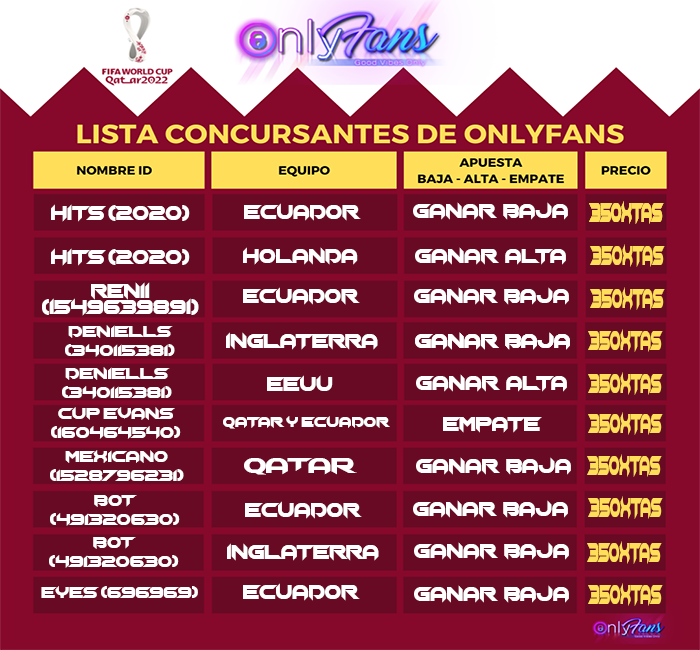 FIFA WORLD CUP
Qatar2022
OnlyFans
Good Vibes Only
LISTA CONCURSANTES DE ONLYFANS
NOMBRE ID EQUIPO APUESTA BAJA - ALTA - EMPATE PRECIO
HITS (2020) ECUADOR GANAR BAJA 350XTAS
HITS (2020) HOLANDA GANAR ALTA 350XTAS
RENII (1549639891) ECUADOR GANAR BAJA 350XTAS
DENIELLS (340115381) INGLATERRA GANAR BAJA 350XTAS
DENIELLS (340115381) EEUU GANAR ALTA 350XTAS
CUP EVANS (160464540) QATAR Y ECUADOR EMPATE 350XTAS
MEXICANO (1528796231) QATAR GANAR BAJA 350XTAS
BOT (491320630) ECUADOR GANAR BAJA 350XTAS
BOT (491320630) INGLATERRA GANAR BAJA 350XTAS
EYES (696969) ECUADOR GANAR BAJA 350XTAS
OnlyFans